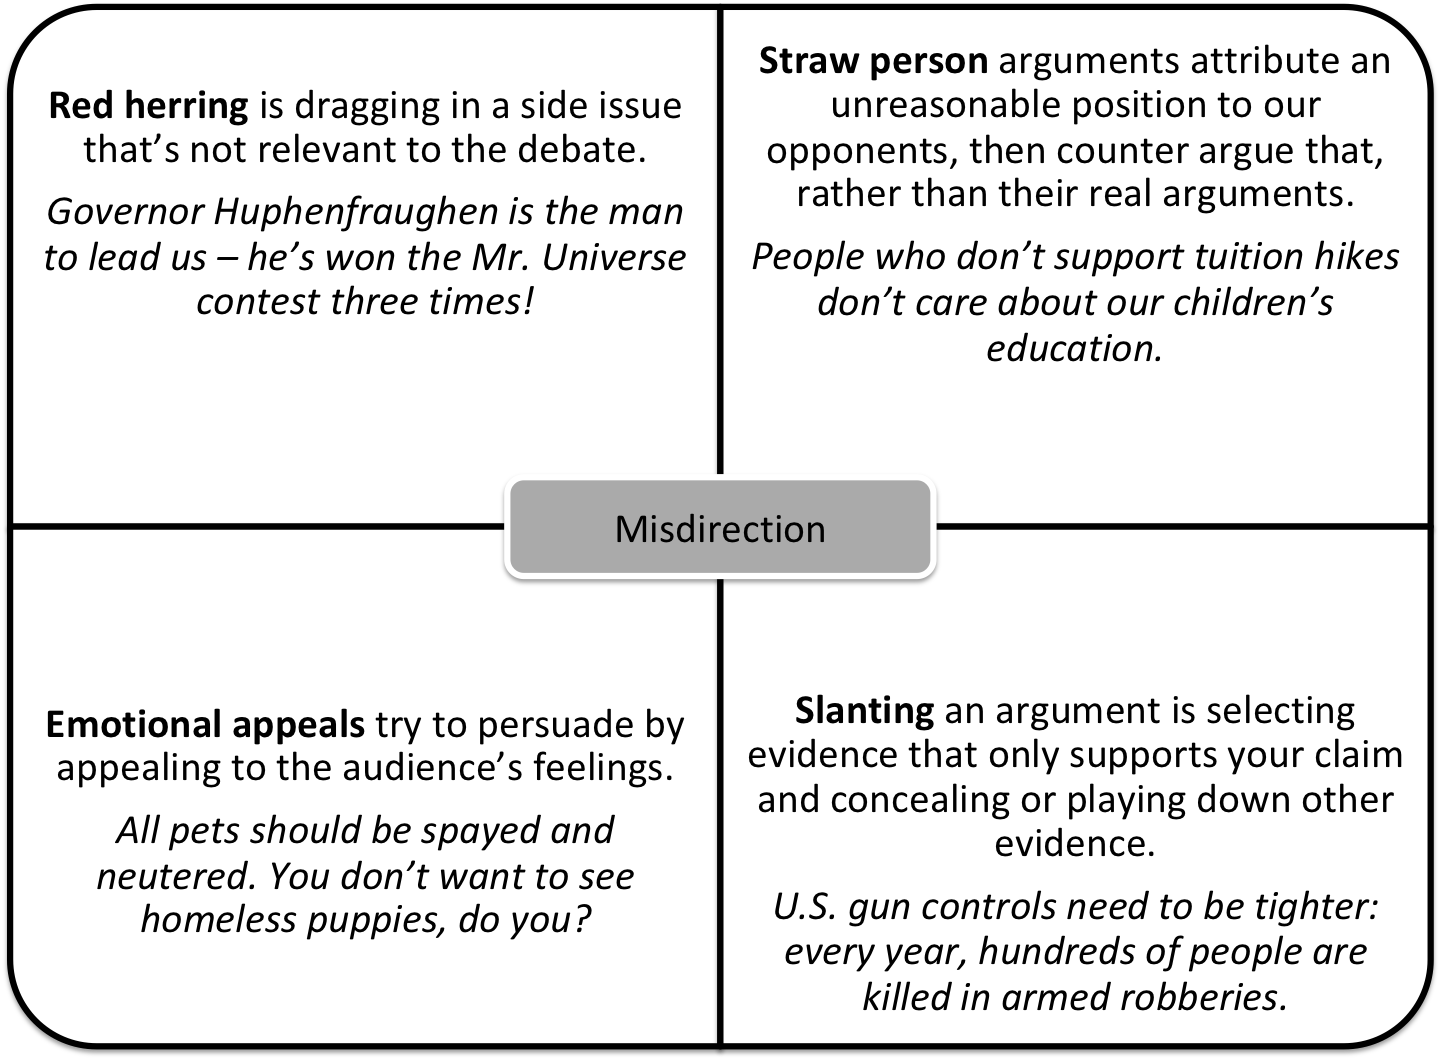 Red herring is dragging in a side issue
that’s not relevant to the debate.
Governor Huphenfraughen is the man
to lead us – he’s won the Mr. Universe
contest three times!
Straw person arguments attribute an
unreasonable position to our
opponents, then counter argue that,
rather than their real arguments.
People who don’t support tuition hikes
don’t care about our children’s
education.
Misdirection
Emotional appeals try to persuade by
appealing to the audience’s feelings.
All pets should be spayed and
neutered. You don’t want to see
homeless puppies, do you?
Slanting an argument is selecting
evidence that only supports your claim
and concealing or playing down other
evidence.
U.S. gun controls need to be tighter:
every year, hundreds of people are
killed in armed robberies.